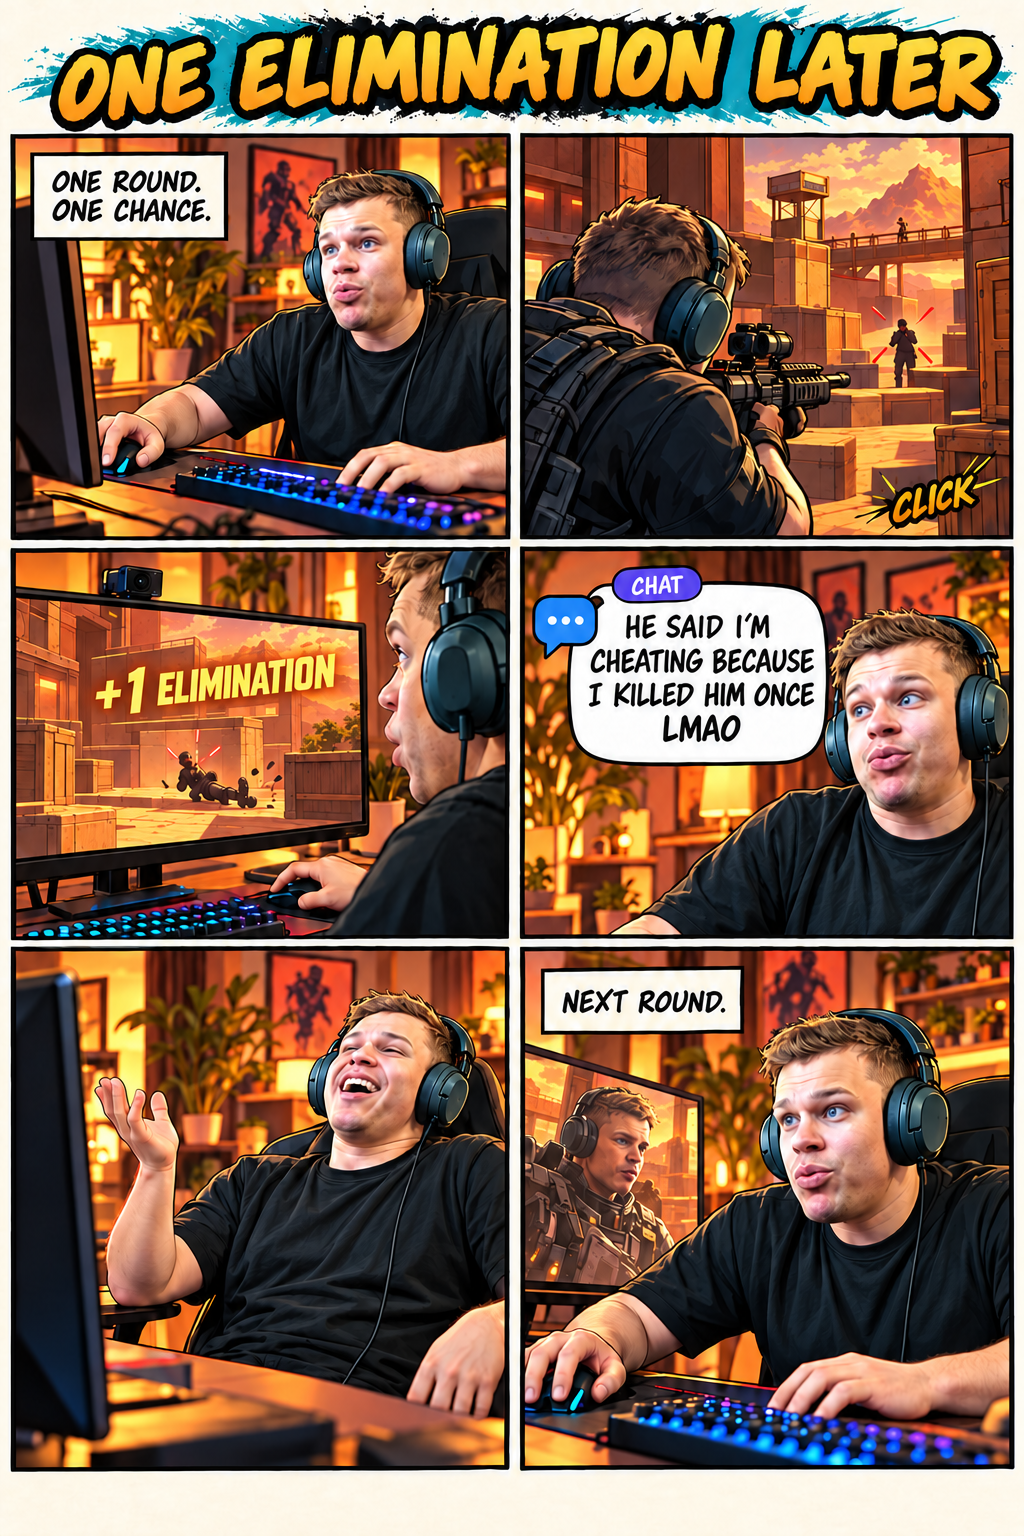 ONE ELIMINATION LATER
ONE ROUND.
ONE CHANCE.
CLICK
+1 ELIMINATION
CHAT
HE SAID I'M
CHEATING BECAUSE
I KILLED HIM ONCE
LMAO
NEXT ROUND.